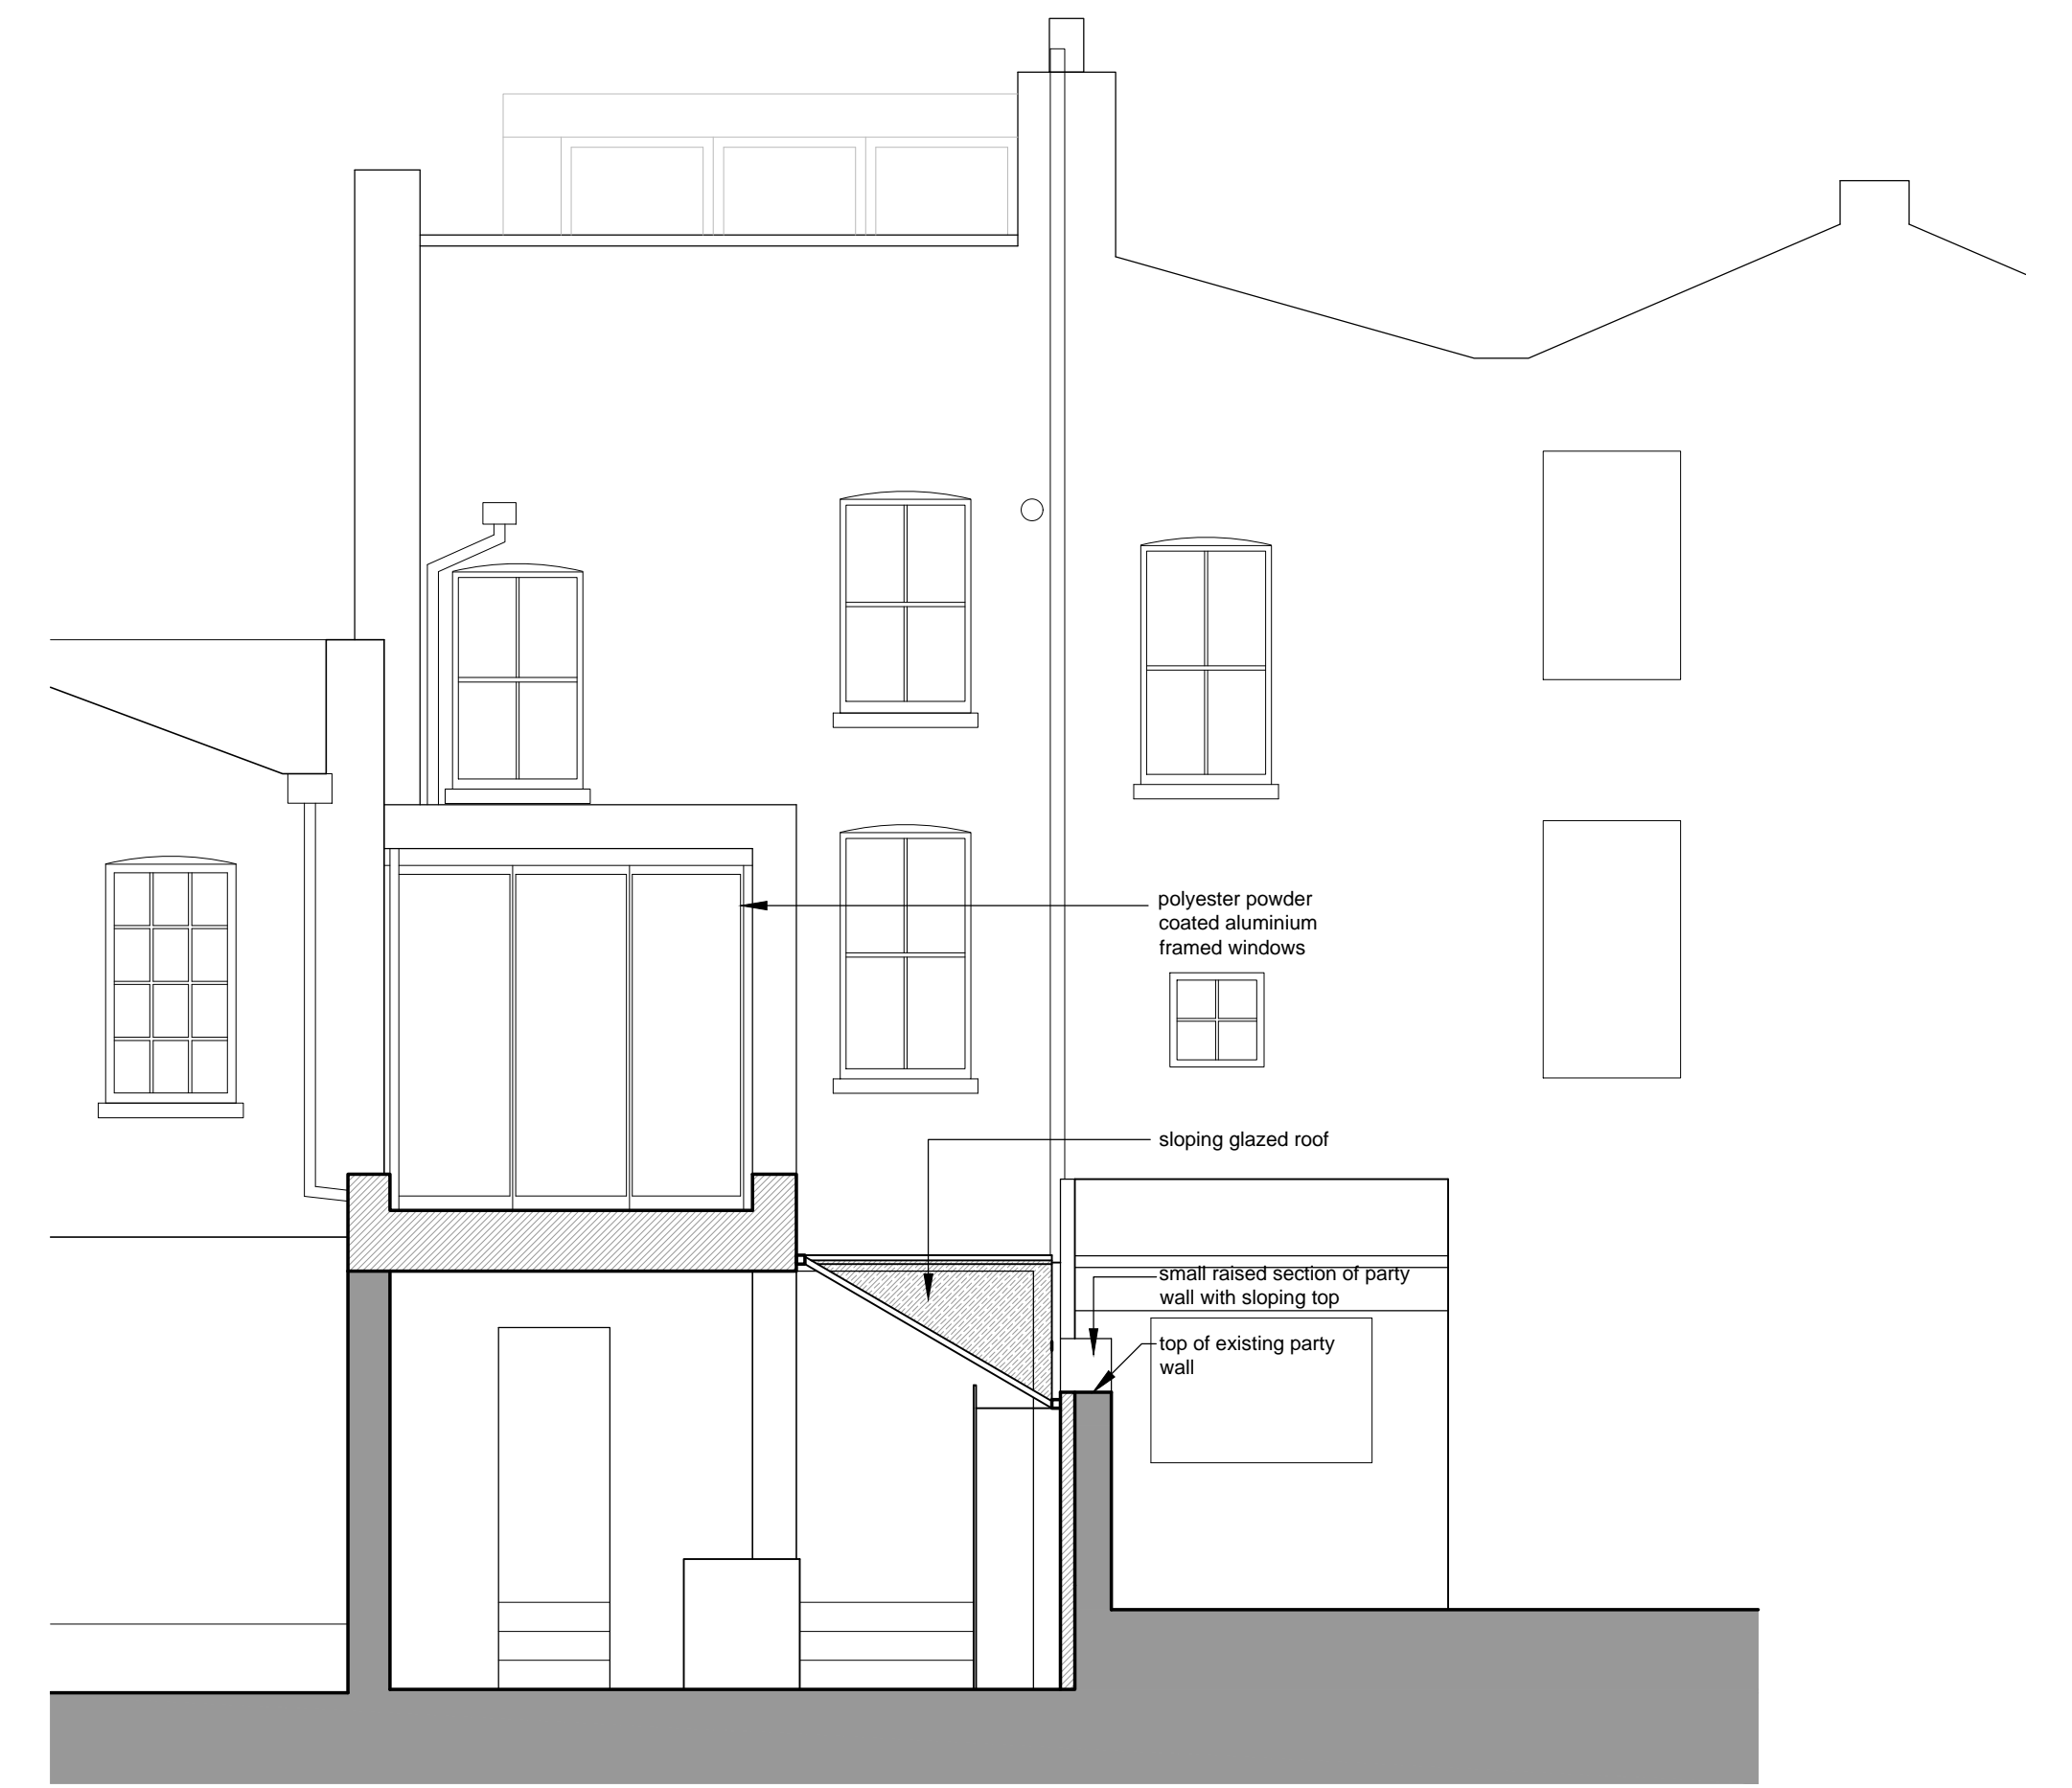 polyester powder
coated aluminium
framed windows
sloping glazed roof
small raised section of party
wall with sloping top
top of existing party
wall